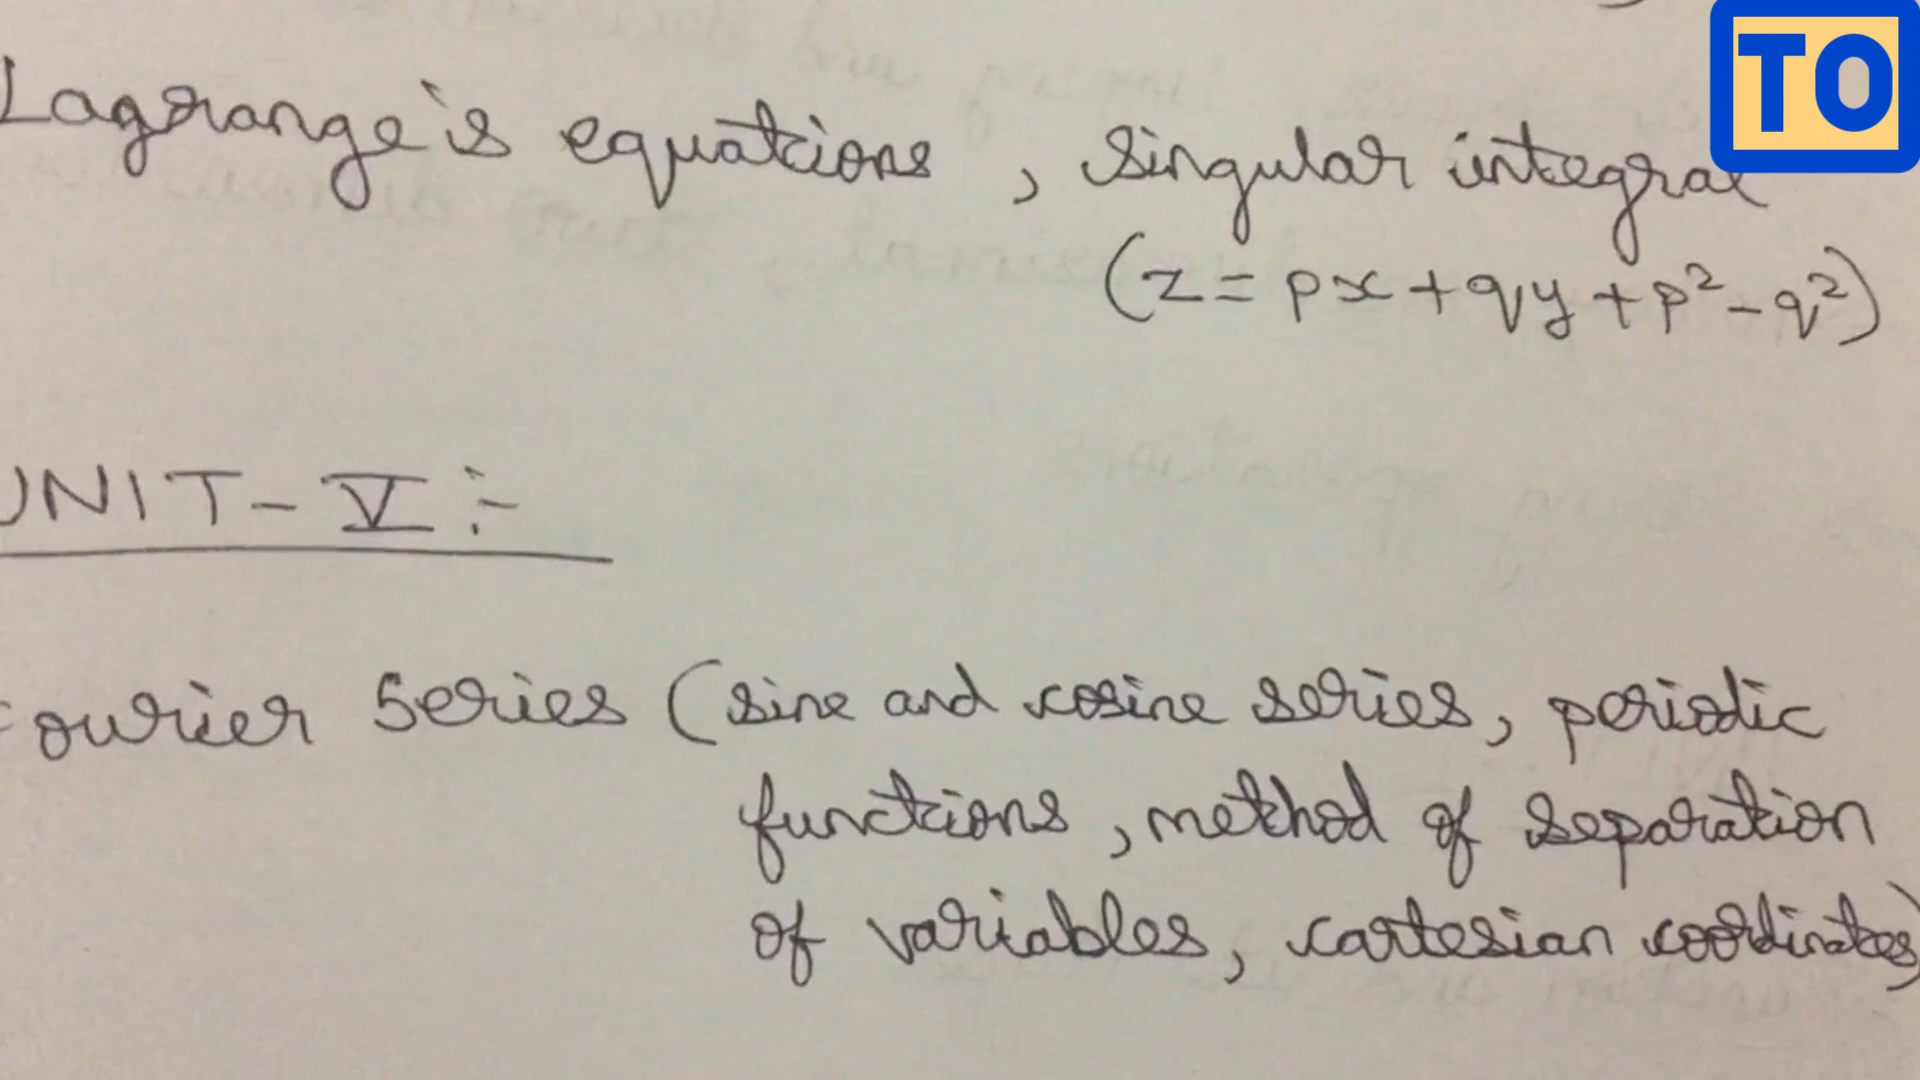 TO
Lagrange's equations, singular integral
(z = px + qy + p² - q²)
UNIT-V:-
Fourier Series (sine and cosine series, periodic
functions, method of separation
of variables, cartesian coordinates)